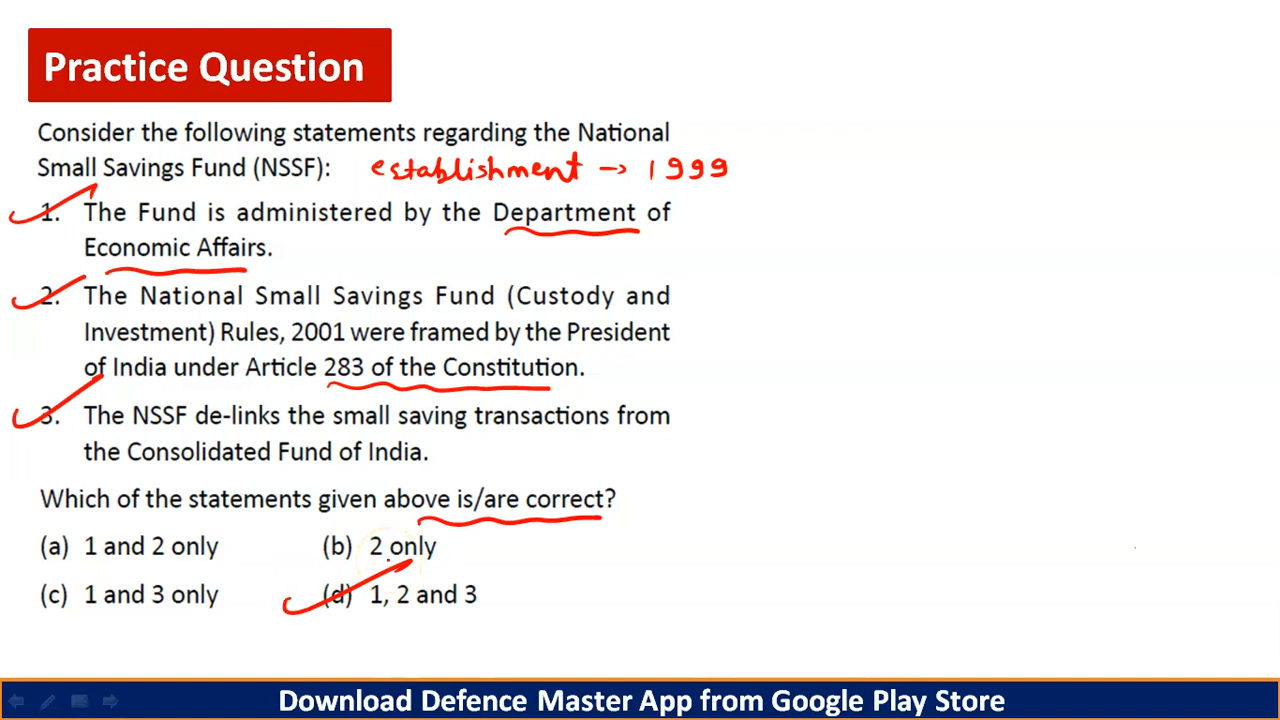 Practice Question
Consider the following statements regarding the National
Small Savings Fund (NSSF): establishment → 1999
1. The Fund is administered by the Department of
Economic Affairs.
2. The National Small Savings Fund (Custody and
Investment) Rules, 2001 were framed by the President
of India under Article 283 of the Constitution.
3. The NSSF de-links the small saving transactions from
the Consolidated Fund of India.
Which of the statements given above is/are correct?
(a) 1 and 2 only (b) 2 only
(c) 1 and 3 only (d) 1, 2 and 3
Download Defence Master App from Google Play Store